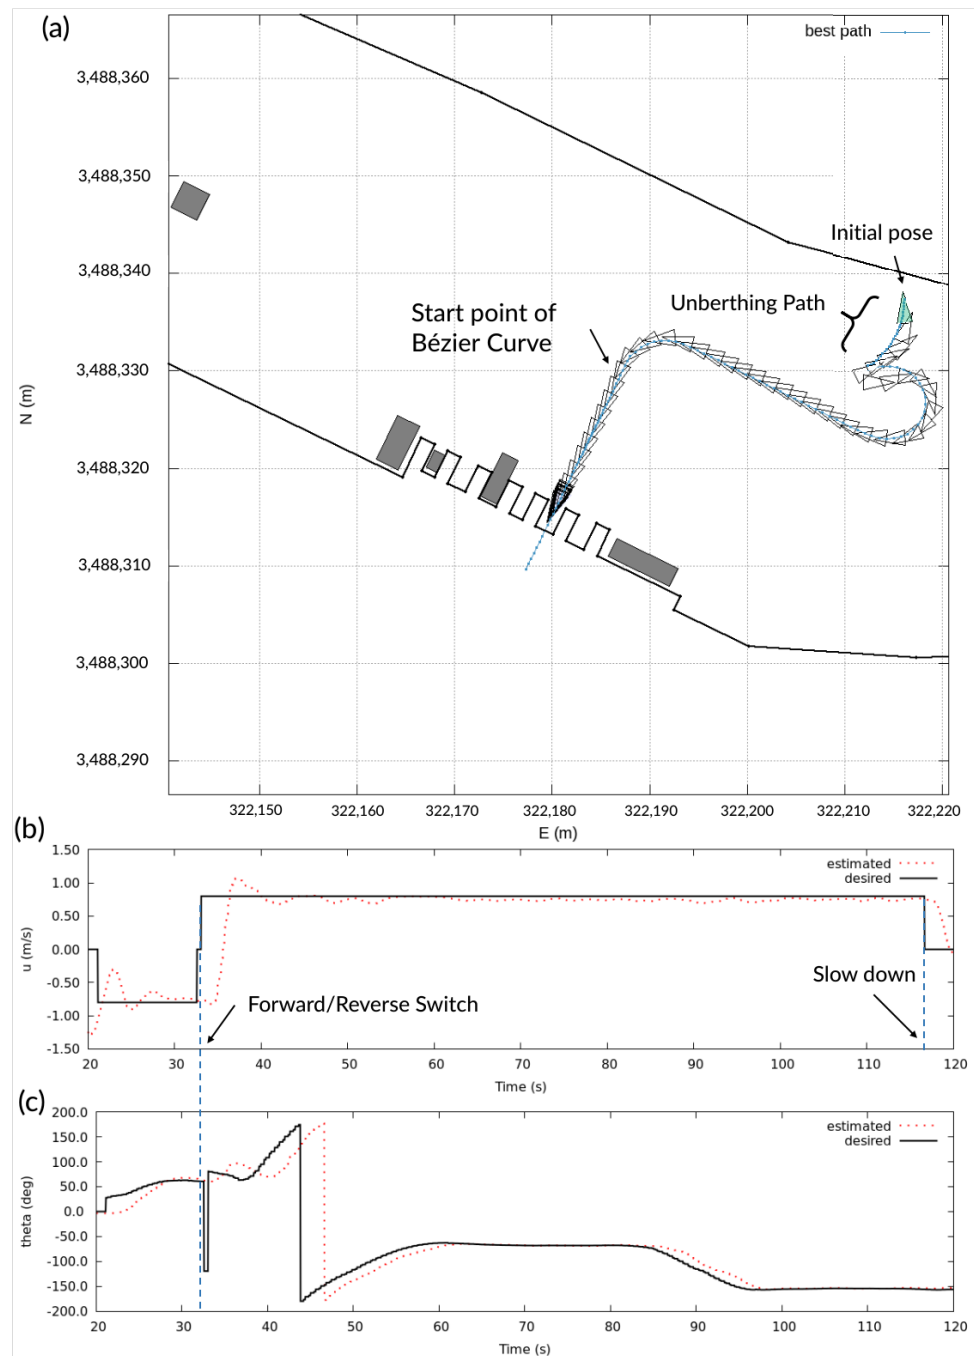 (a)
best path
3,488,360
3,488,350
3,488,340
3,488,330
3,488,320
3,488,310
3,488,300
3,488,290
N (m)
Initial pose
Unberthing Path
Start point of
Bézier Curve
322,150 322,160 322,170 322,180 322,190 322,200 322,210 322,220
E (m)
(b)
1.50
1.00
0.50
0.00
-0.50
-1.00
-1.50
u (m/s)
estimated
desired
Slow down
Forward/Reverse Switch
20 30 40 50 60 70 80 90 100 110 120
Time (s)
(c)
200.0
150.0
100.0
50.0
0.0
-50.0
-100.0
-150.0
-200.0
theta (deg)
estimated
desired
20 30 40 50 60 70 80 90 100 110 120
Time (s)